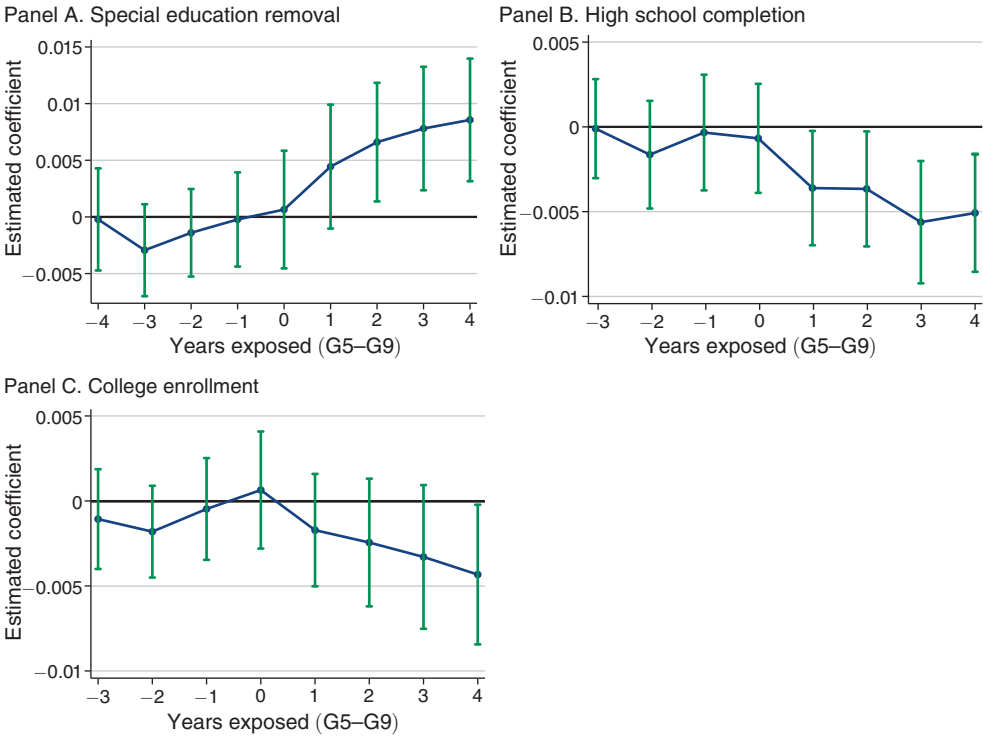 Panel A. Special education removal
Estimated coefficient
0.015
0.01
0.005
0
−0.005
−4 −3 −2 −1 0 1 2 3 4
Years exposed (G5–G9)
Panel B. High school completion
Estimated coefficient
0.005
0
−0.005
−0.01
−3 −2 −1 0 1 2 3 4
Years exposed (G5–G9)
Panel C. College enrollment
Estimated coefficient
0.005
0
−0.005
−0.01
−3 −2 −1 0 1 2 3 4
Years exposed (G5–G9)